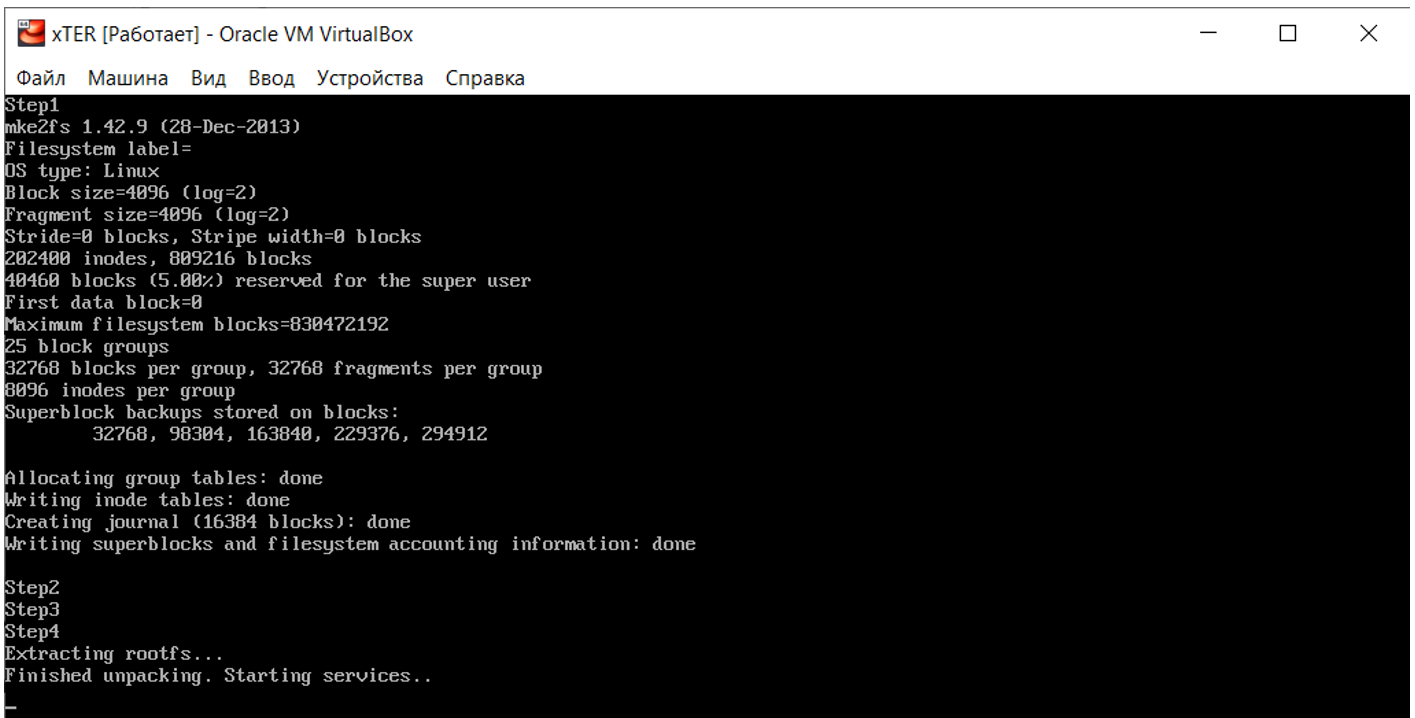 xTER [Работает] - Oracle VM VirtualBox
Файл Машина Вид Ввод Устройства Справка
Step1
mke2fs 1.42.9 (28-Dec-2013)
Filesystem label=
OS type: Linux
Block size=4096 (log=2)
Fragment size=4096 (log=2)
Stride=0 blocks, Stripe width=0 blocks
202400 inodes, 809216 blocks
40460 blocks (5.00%) reserved for the super user
First data block=0
Maximum filesystem blocks=830472192
25 block groups
32768 blocks per group, 32768 fragments per group
8096 inodes per group
Superblock backups stored on blocks:
32768, 98304, 163840, 229376, 294912
Allocating group tables: done
Writing inode tables: done
Creating journal (16384 blocks): done
Writing superblocks and filesystem accounting information: done
Step2
Step3
Step4
Extracting rootfs...
Finished unpacking. Starting services..